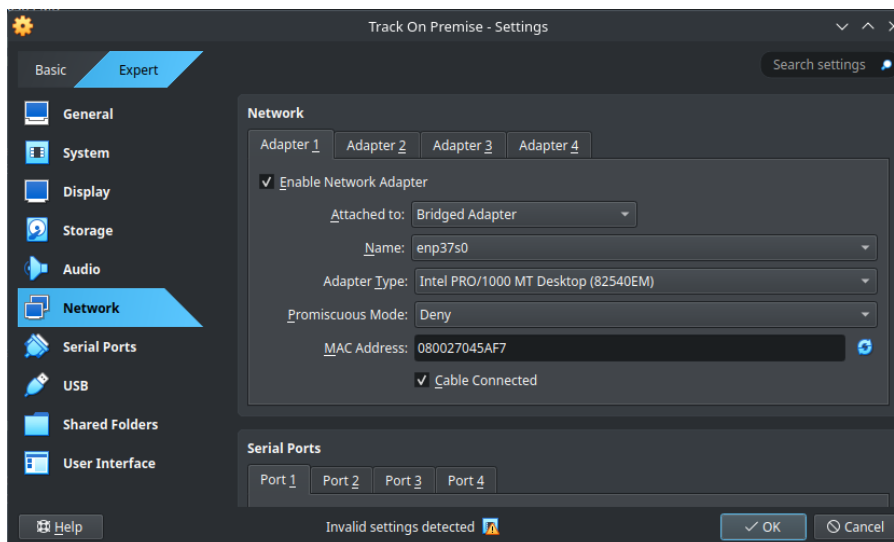 Track On Premise - Settings
Basic
Expert
Search settings
General
System
Display
Storage
Audio
Network
Serial Ports
USB
Shared Folders
User Interface
Network
Adapter 1
Adapter 2
Adapter 3
Adapter 4
Enable Network Adapter
Attached to: Bridged Adapter
Name: enp37s0
Adapter Type: Intel PRO/1000 MT Desktop (82540EM)
Promiscuous Mode: Deny
MAC Address: 080027045AF7
Cable Connected
Serial Ports
Port 1
Port 2
Port 3
Port 4
Help
Invalid settings detected
OK
Cancel